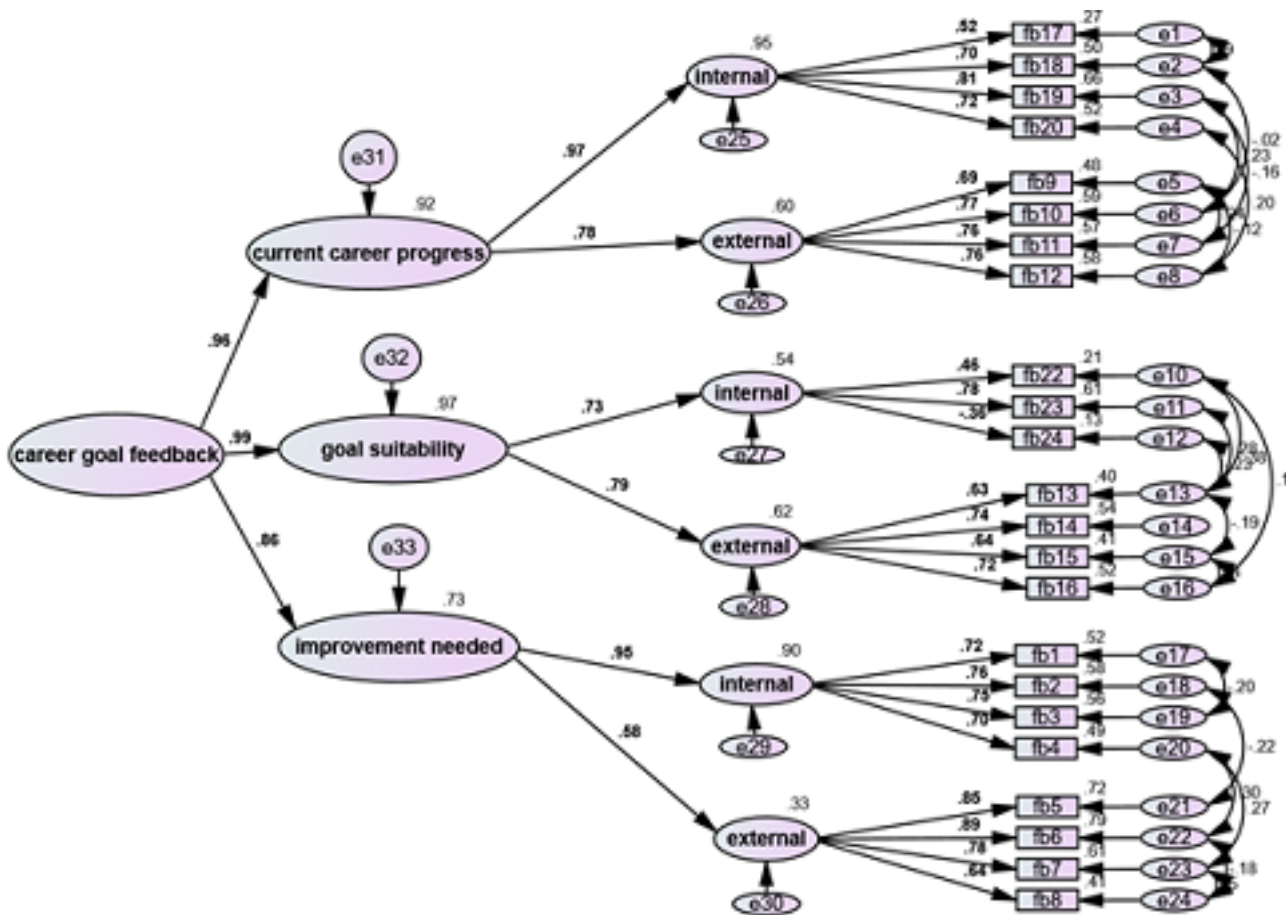 .52 fb17 .27 e1
.95 .70 fb18 .50 e2
internal .81 fb19 .66 e3
.72 fb20 .52 e4
e25
-.02
.23
-.16
.97
e31
.92
.69 fb9 .48 e5
.60 .77 fb10 .59 e6 .20
.12
current career progress .78 external .76 fb11 .57 e7
.76 fb12 .58 e8
e26
.96
e32
.97
.54 .46 fb22 .21 e10
internal .78 fb23 .61 e11
-.36 fb24 .13 e12
e27
.73
career goal feedback .99 goal suitability
.28
.23
.79
.62 .63 fb13 .40 e13
.74 fb14 .54 e14 -.19
external .64 fb15 .41 e15
.72 fb16 .52 e16
e28
.86
e33
.73
.90 .72 fb1 .52 e17
improvement needed .95 internal .76 fb2 .58 e18 .20
.75 fb3 .56 e19
.70 fb4 .49 e20 -.22
e29
.58
.30
.27
.33 .85 fb5 .72 e21
external .89 fb6 .79 e22
.78 fb7 .61 e23 .18
.64 fb8 .41 e24
e30